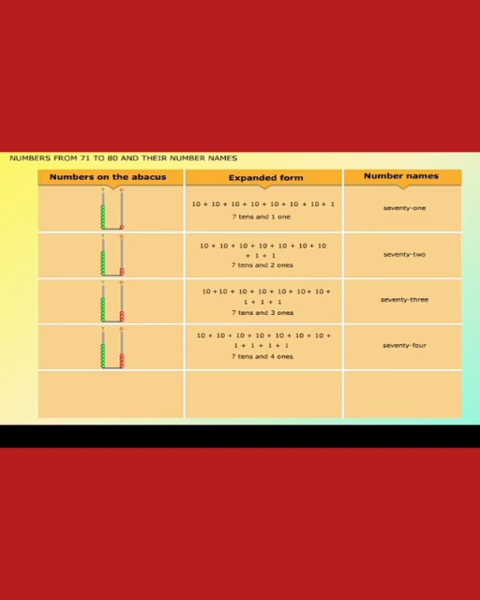 NUMBERS FROM 71 TO 80 AND THEIR NUMBER NAMES
Numbers on the abacus Expanded form Number names
T O
10 + 10 + 10 + 10 + 10 + 10 + 10 + 1
7 tens and 1 one
seventy-one
T O
10 + 10 + 10 + 10 + 10 + 10 + 10
+ 1 + 1
7 tens and 2 ones
seventy-two
T O
10 +10 + 10 + 10 + 10 + 10+ 10 +
1 + 1 + 1
7 tens and 3 ones
seventy-three
T O
10 + 10 + 10 + 10 + 10 + 10 + 10 +
1 + 1 + 1 + 1
7 tens and 4 ones
seventy-four